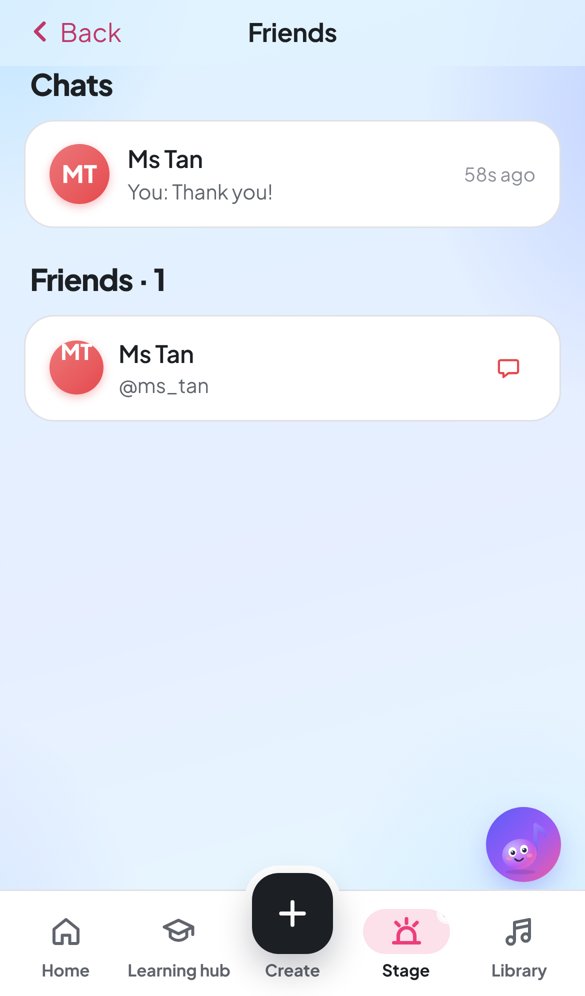 Back
Friends
Chats
MT
Ms Tan
You: Thank you!
58s ago
Friends · 1
MT
Ms Tan
@ms_tan
Home
Learning hub
Create
Stage
Library